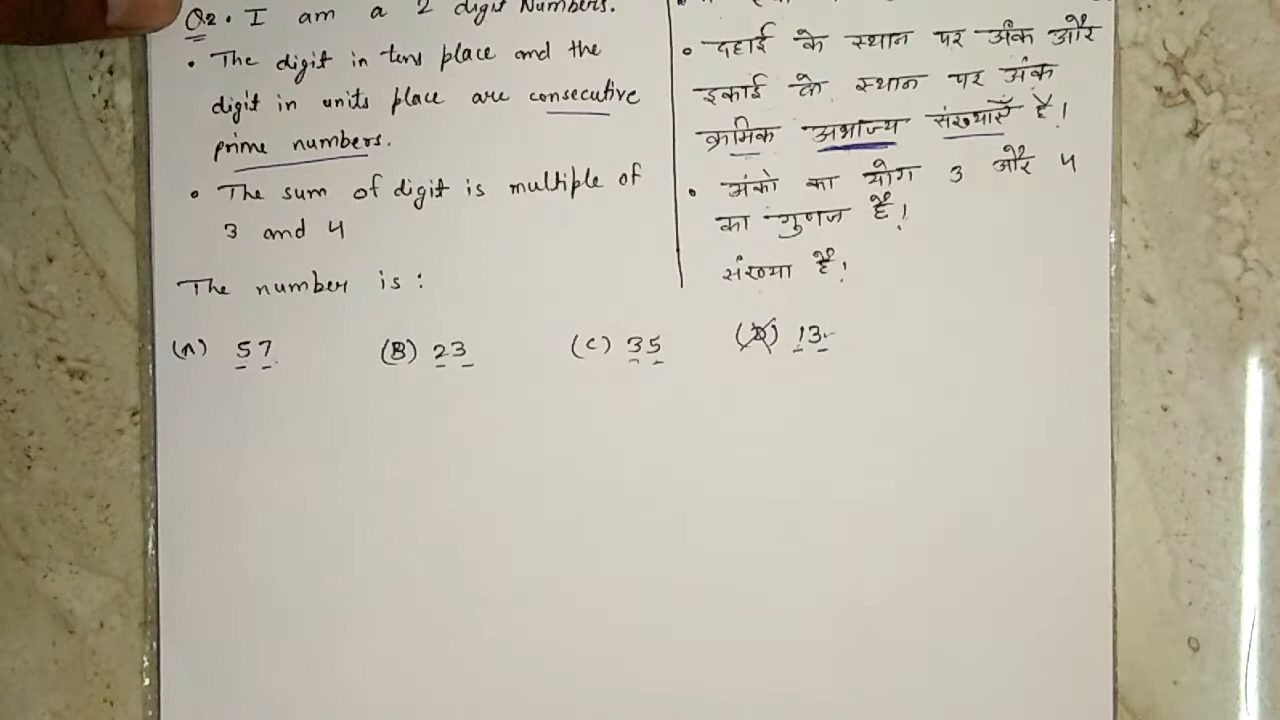 Q2. I am a 2 digit Numbers.
• The digit in tens place and the
digit in units place are consecutive
prime numbers.
• The sum of digit is multiple of
3 and 4
The number is :
• दहाई के स्थान पर अंक और
इकाई के स्थान पर अंक
क्रमिक अभाज्य संख्याएँ है।
• अंको का योग 3 और 4
का गुणज है।
संख्या है।
(A) 57 (B) 23 (C) 35 (D) 13